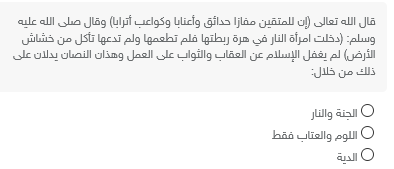 قال الله تعالى (إن للمتقين مفازا حدائق وأعنابا وكواعب أترابا) وقال صلى الله عليه
وسلم: (دخلت امرأة النار في هرة ربطتها فلم تطعمها ولم تدعها تأكل من خشاش
الأرض) لم يغفل الإسلام عن العقاب والثواب على العمل وهذان النصان يدلان على
ذلك من خلال:
الجنة والنار
اللوم والعتاب فقط
الدية